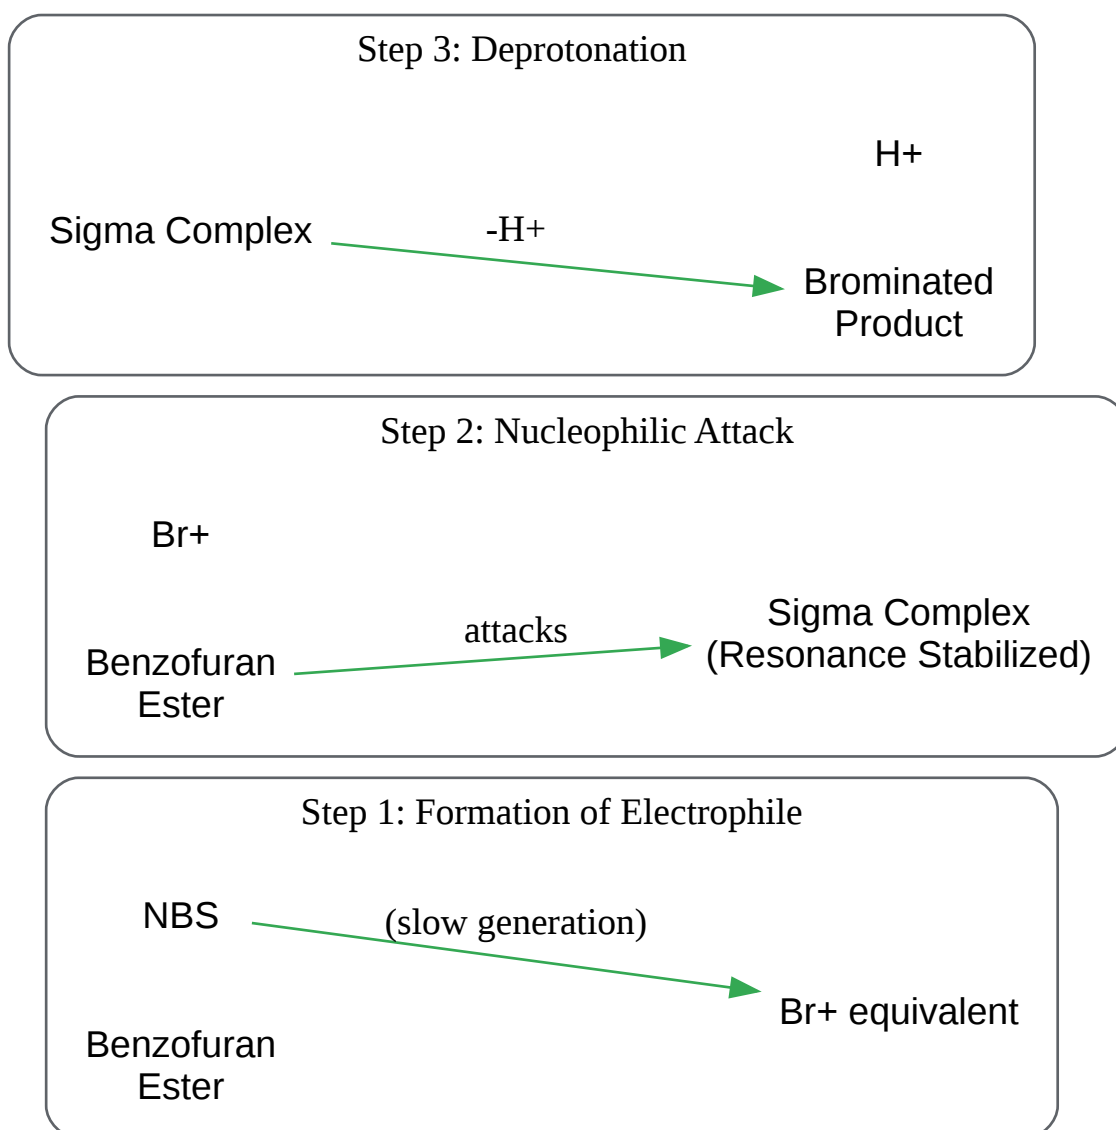 Step 3: Deprotonation
H+
Sigma Complex
-H+
Brominated
Product
Step 2: Nucleophilic Attack
Br+
Benzofuran
Ester
attacks
Sigma Complex
(Resonance Stabilized)
Step 1: Formation of Electrophile
NBS
(slow generation)
Br+ equivalent
Benzofuran
Ester